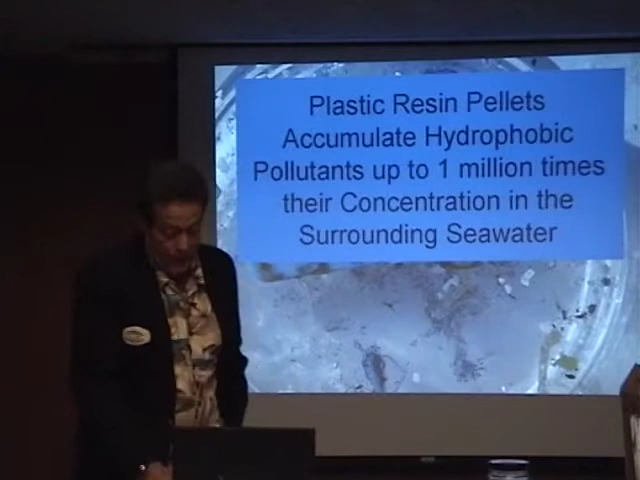 Plastic Resin Pellets
Accumulate Hydrophobic
Pollutants up to 1 million times
their Concentration in the
Surrounding Seawater